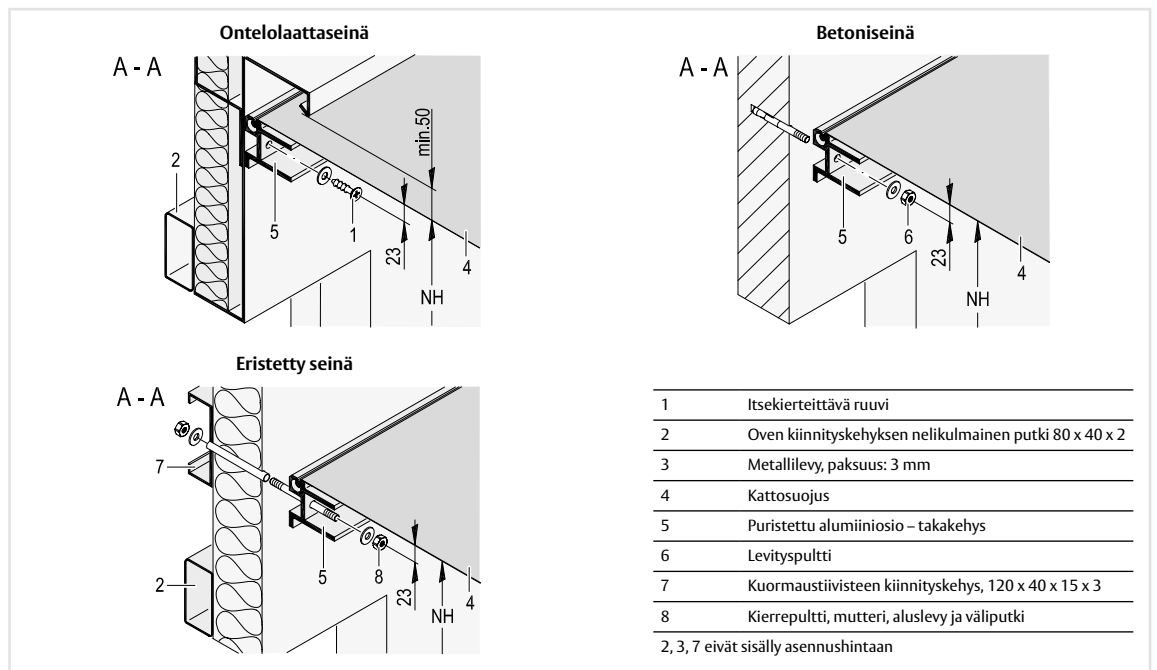 Ontelolaattaseinä
A - A
2
5
1
23
min.50
NH
4
Betoniseinä
A - A
5
6
23
NH
4
Eristetty seinä
A - A
7
2
5
8
23
NH
4
1 Itsekierteittävä ruuvi
2 Oven kiinnityskehyksen nelikulmainen putki 80 x 40 x 2
3 Metallilevy, paksuus: 3 mm
4 Kattosuojus
5 Puristettu alumiiniosio – takakehys
6 Levityspultti
7 Kuormaustiivisteen kiinnityskehys, 120 x 40 x 15 x 3
8 Kierrepultti, mutteri, aluslevy ja väliputki
2, 3, 7 eivät sisälly asennushintaan